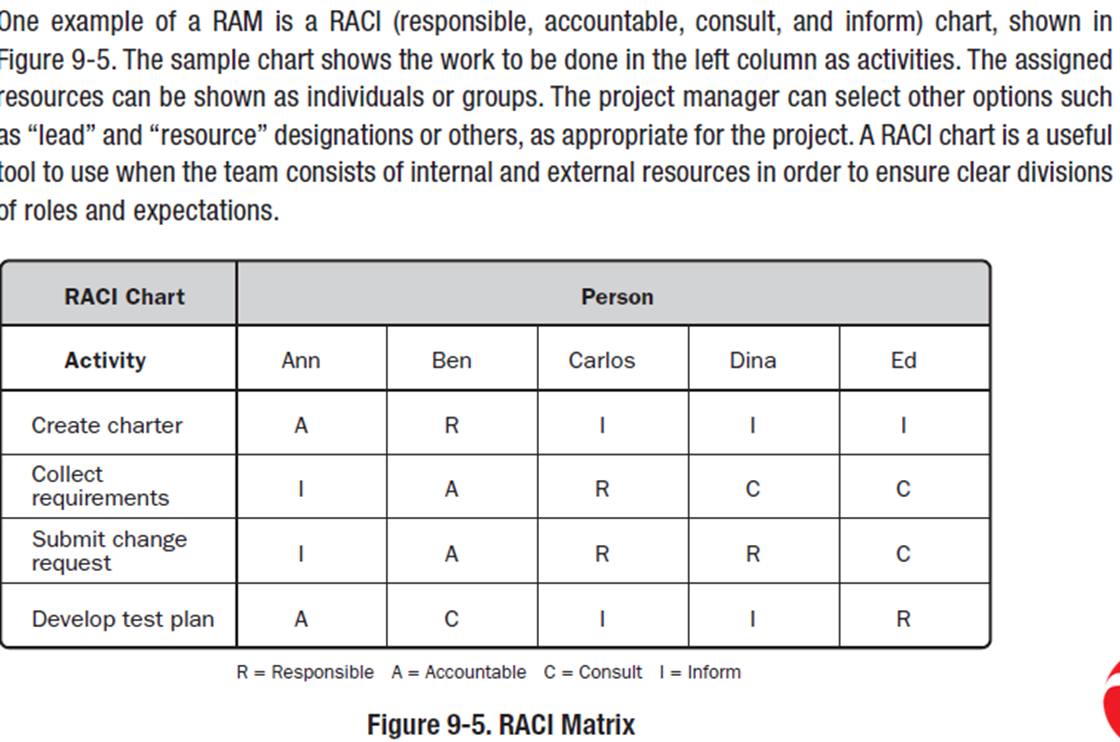 One example of a RAM is a RACI (responsible, accountable, consult, and inform) chart, shown in
Figure 9-5. The sample chart shows the work to be done in the left column as activities. The assigned
resources can be shown as individuals or groups. The project manager can select other options such
as “lead” and “resource” designations or others, as appropriate for the project. A RACI chart is a useful
tool to use when the team consists of internal and external resources in order to ensure clear divisions
of roles and expectations.
RACI Chart Person
Activity Ann Ben Carlos Dina Ed
Create charter A R I I I
Collect
requirements I A R C C
Submit change
request I A R R C
Develop test plan A C I I R
R = Responsible A = Accountable C = Consult I = Inform
Figure 9-5. RACI Matrix